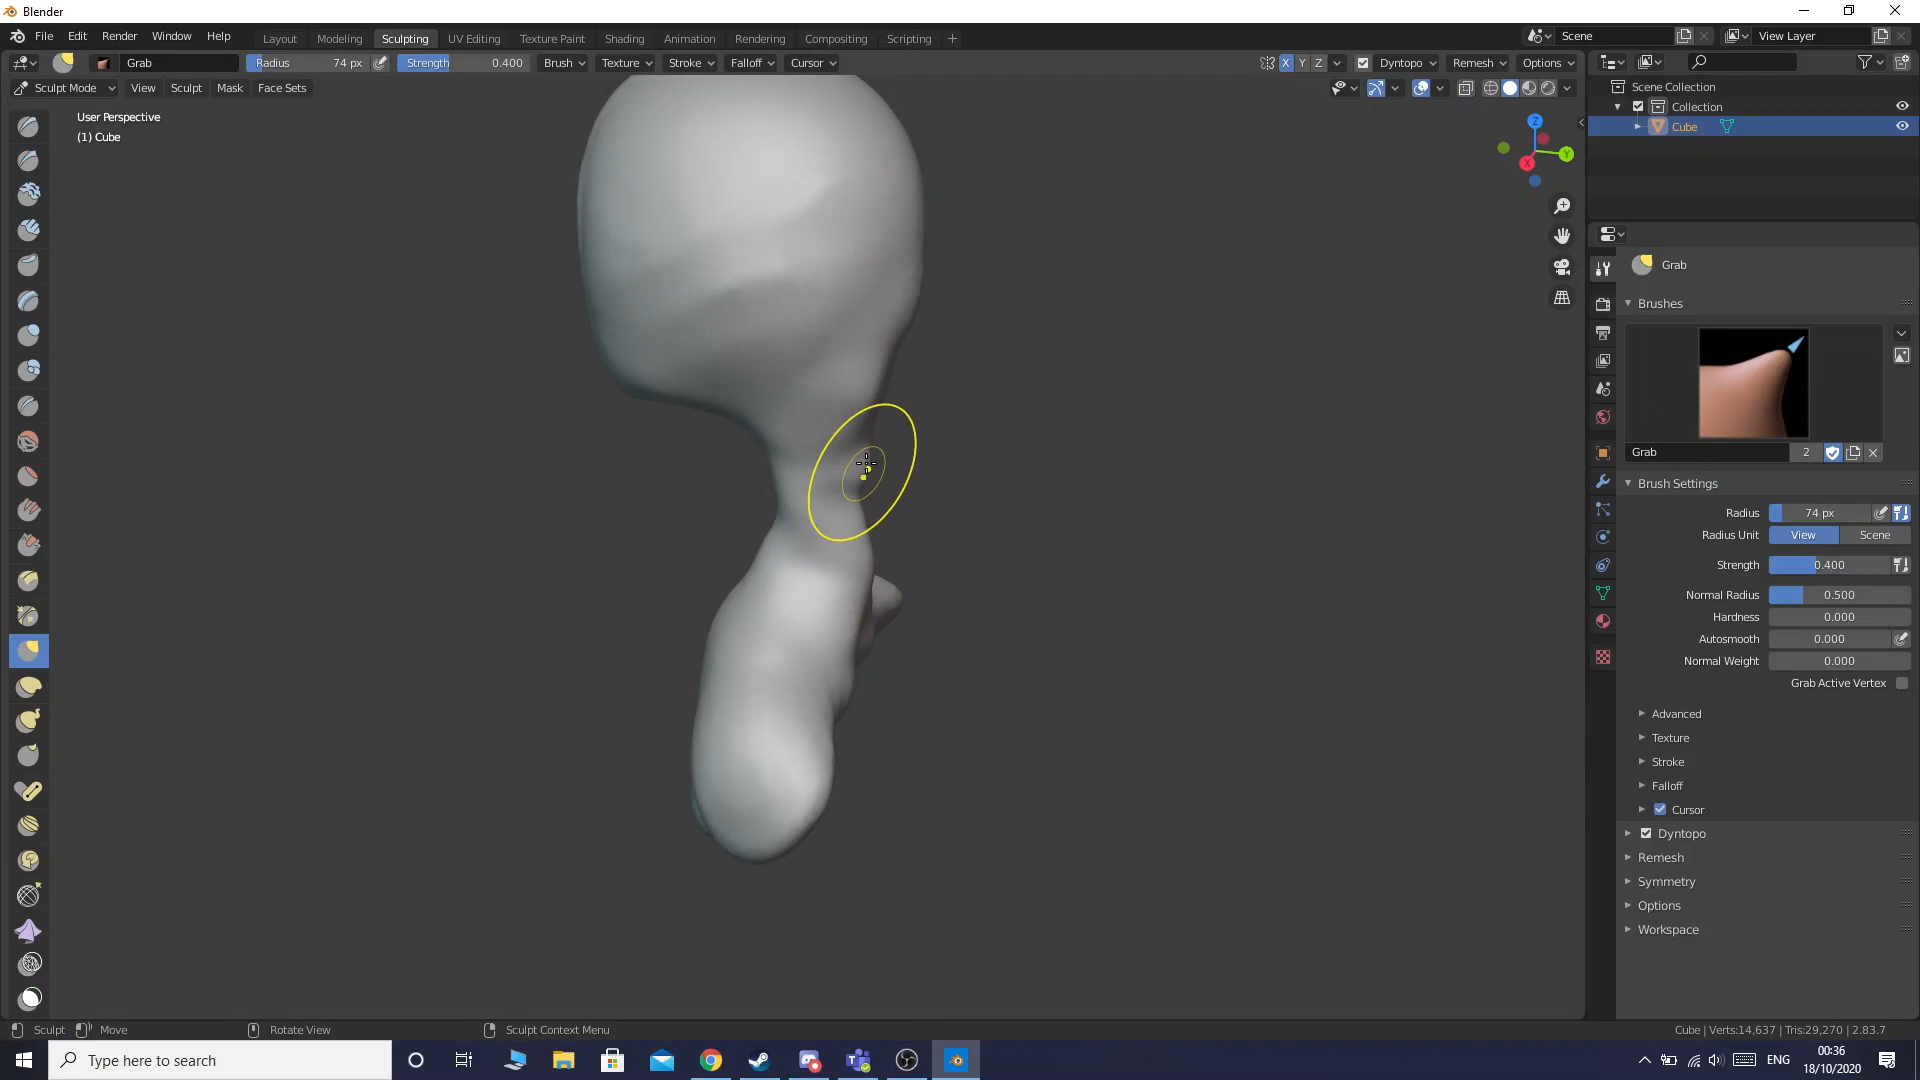 Blender
File Edit Render Window Help Layout Modeling Sculpting UV Editing Texture Paint Shading Animation Rendering Compositing Scripting + Scene View Layer
Grab Radius 74 px Strength 0.400 Brush Texture Stroke Falloff Cursor X Y Z Dyntopo Remesh Options
Sculpt Mode View Sculpt Mask Face Sets
User Perspective
(1) Cube
Z
Y
X
Scene Collection
Collection
Cube
Grab
Brushes
Grab 2
Brush Settings
Radius 74 px
Radius Unit View Scene
Strength 0.400
Normal Radius 0.500
Hardness 0.000
Autosmooth 0.000
Normal Weight 0.000
Grab Active Vertex
Advanced
Texture
Stroke
Falloff
Cursor
Dyntopo
Remesh
Symmetry
Options
Workspace
Sculpt Move Rotate View Sculpt Context Menu Cube | Verts:14,637 | Tris:29,270 | 2.83.7
Type here to search ENG 00:36
18/10/2020